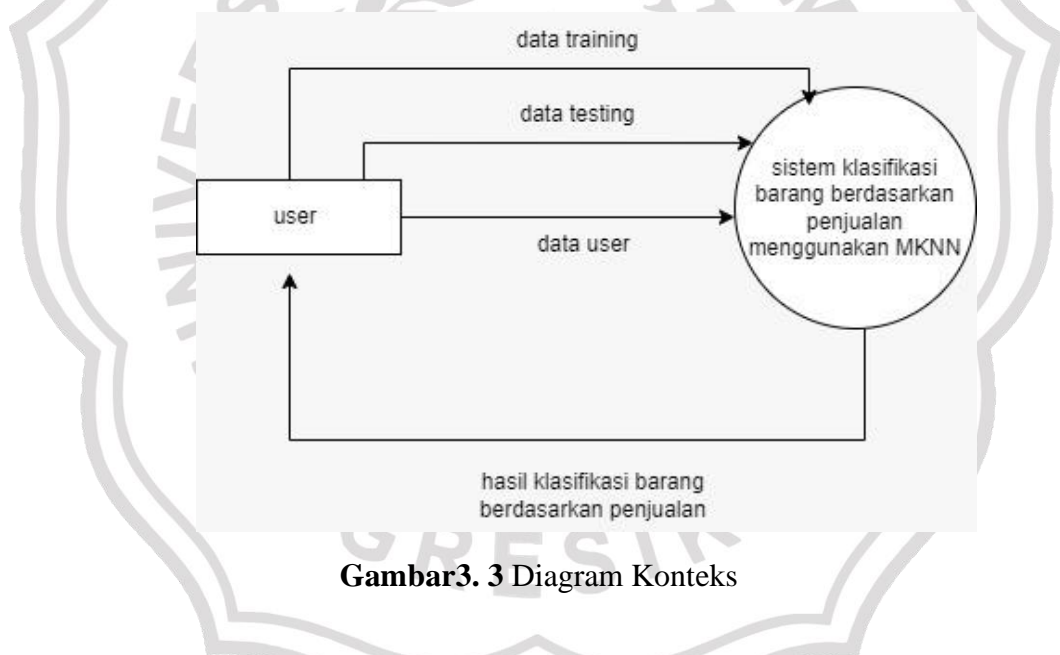 data training
data testing
user
data user
sistem klasifikasi
barang berdasarkan
penjualan
menggunakan MKNN
hasil klasifikasi barang
berdasarkan penjualan
GRESIK
Gambar3. 3 Diagram Konteks